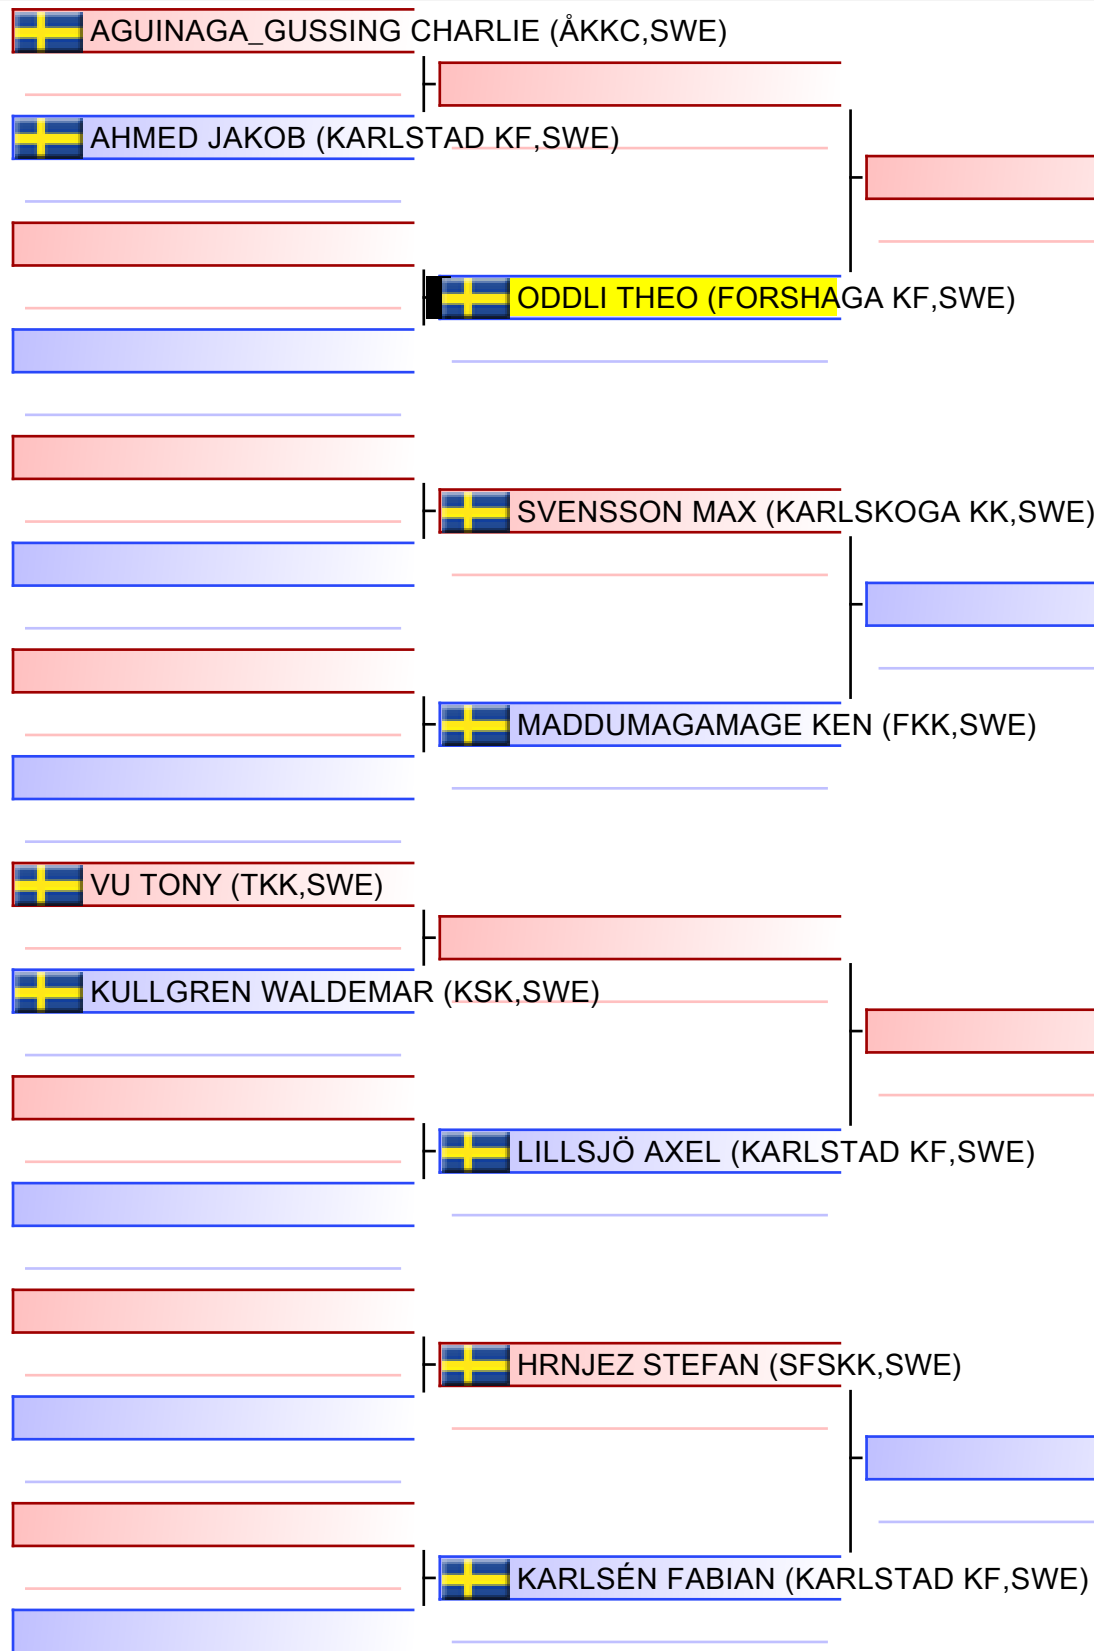 AGUINAGA_GUSSING CHARLIE (ÅKKC,SWE)
AHMED JAKOB (KARLSTAD KF,SWE)
ODDLI THEO (FORSHAGA KF,SWE)
SVENSSON MAX (KARLSKOGA KK,SWE)
MADDUMAGAMAGE KEN (FKK,SWE)
VU TONY (TKK,SWE)
KULLGREN WALDEMAR (KSK,SWE)
LILLSJÖ AXEL (KARLSTAD KF,SWE)
HRNJEZ STEFAN (SFSKK,SWE)
KARLSÉN FABIAN (KARLSTAD KF,SWE)